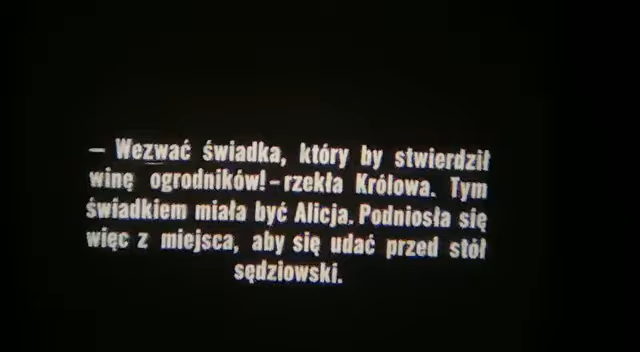 — Wezwać świadka, który by stwierdził
winę ogrodników! – rzekła Królowa. Tym
świadkiem miała być Alicja. Podniosła się
więc z miejsca, aby się udać przed stół
sędziowski.